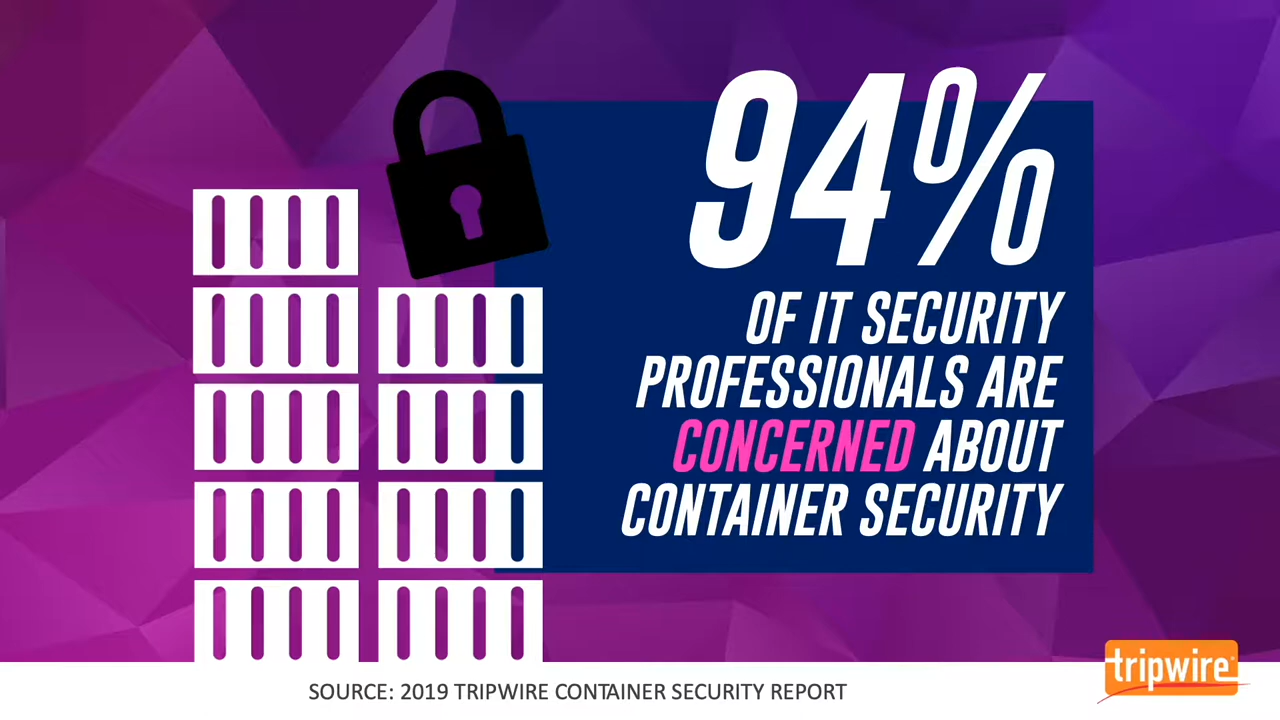 94%
OF IT SECURITY
PROFESSIONALS ARE
CONCERNED ABOUT
CONTAINER SECURITY
SOURCE: 2019 TRIPWIRE CONTAINER SECURITY REPORT
tripwire